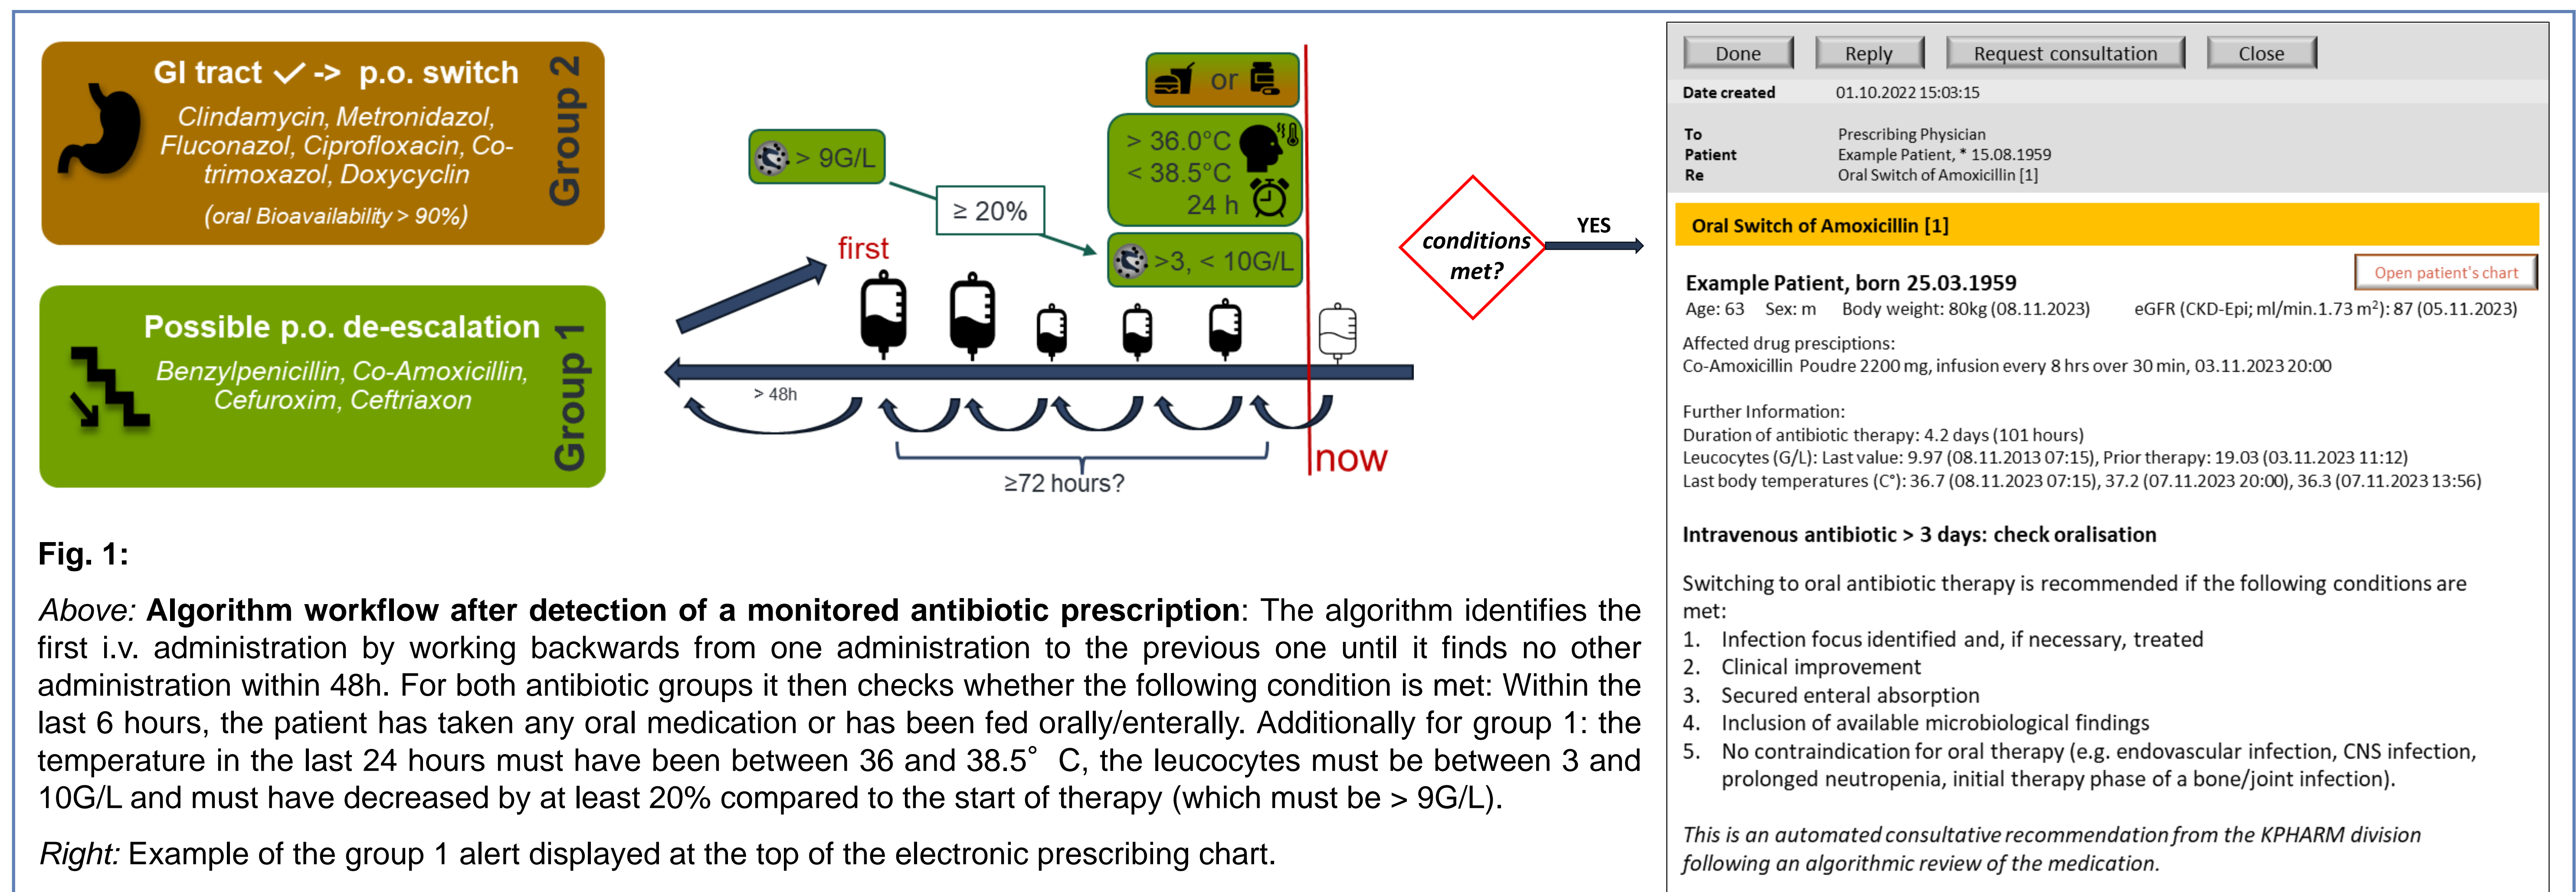 GI tract ✓ -> p.o. switch
Clindamycin, Metronidazol,
Fluconazol, Ciprofloxacin, Co-
trimoxazol, Doxycyclin
(oral Bioavailability > 90%)
Group 2
Possible p.o. de-escalation
Benzylpenicillin, Co-Amoxicillin,
Cefuroxim, Ceftriaxon
Group 1
or
> 36.0°C
< 38.5°C
24 h
> 9G/L
≥ 20%
>3, < 10G/L
first
> 48h
≥72 hours?
now
conditions
met?
YES
Done Reply Request consultation Close
Date created 01.10.2022 15:03:15
To Prescribing Physician
Patient Example Patient, * 15.08.1959
Re Oral Switch of Amoxicillin [1]
Oral Switch of Amoxicillin [1]
Open patient's chart
Example Patient, born 25.03.1959
Age: 63 Sex: m Body weight: 80kg (08.11.2023) eGFR (CKD-Epi; ml/min.1.73 m²): 87 (05.11.2023)
Affected drug presciptions:
Co-Amoxicillin Poudre 2200 mg, infusion every 8 hrs over 30 min, 03.11.2023 20:00
Further Information:
Duration of antibiotic therapy: 4.2 days (101 hours)
Leucocytes (G/L): Last value: 9.97 (08.11.2013 07:15), Prior therapy: 19.03 (03.11.2023 11:12)
Last body temperatures (C°): 36.7 (08.11.2023 07:15), 37.2 (07.11.2023 20:00), 36.3 (07.11.2023 13:56)
Intravenous antibiotic > 3 days: check oralisation
Switching to oral antibiotic therapy is recommended if the following conditions are
met:
1. Infection focus identified and, if necessary, treated
2. Clinical improvement
3. Secured enteral absorption
4. Inclusion of available microbiological findings
5. No contraindication for oral therapy (e.g. endovascular infection, CNS infection,
prolonged neutropenia, initial therapy phase of a bone/joint infection).
This is an automated consultative recommendation from the KPHARM division
following an algorithmic review of the medication.
Fig. 1:
Above: Algorithm workflow after detection of a monitored antibiotic prescription: The algorithm identifies the
first i.v. administration by working backwards from one administration to the previous one until it finds no other
administration within 48h. For both antibiotic groups it then checks whether the following condition is met: Within the
last 6 hours, the patient has taken any oral medication or has been fed orally/enterally. Additionally for group 1: the
temperature in the last 24 hours must have been between 36 and 38.5° C, the leucocytes must be between 3 and
10G/L and must have decreased by at least 20% compared to the start of therapy (which must be > 9G/L).
Right: Example of the group 1 alert displayed at the top of the electronic prescribing chart.